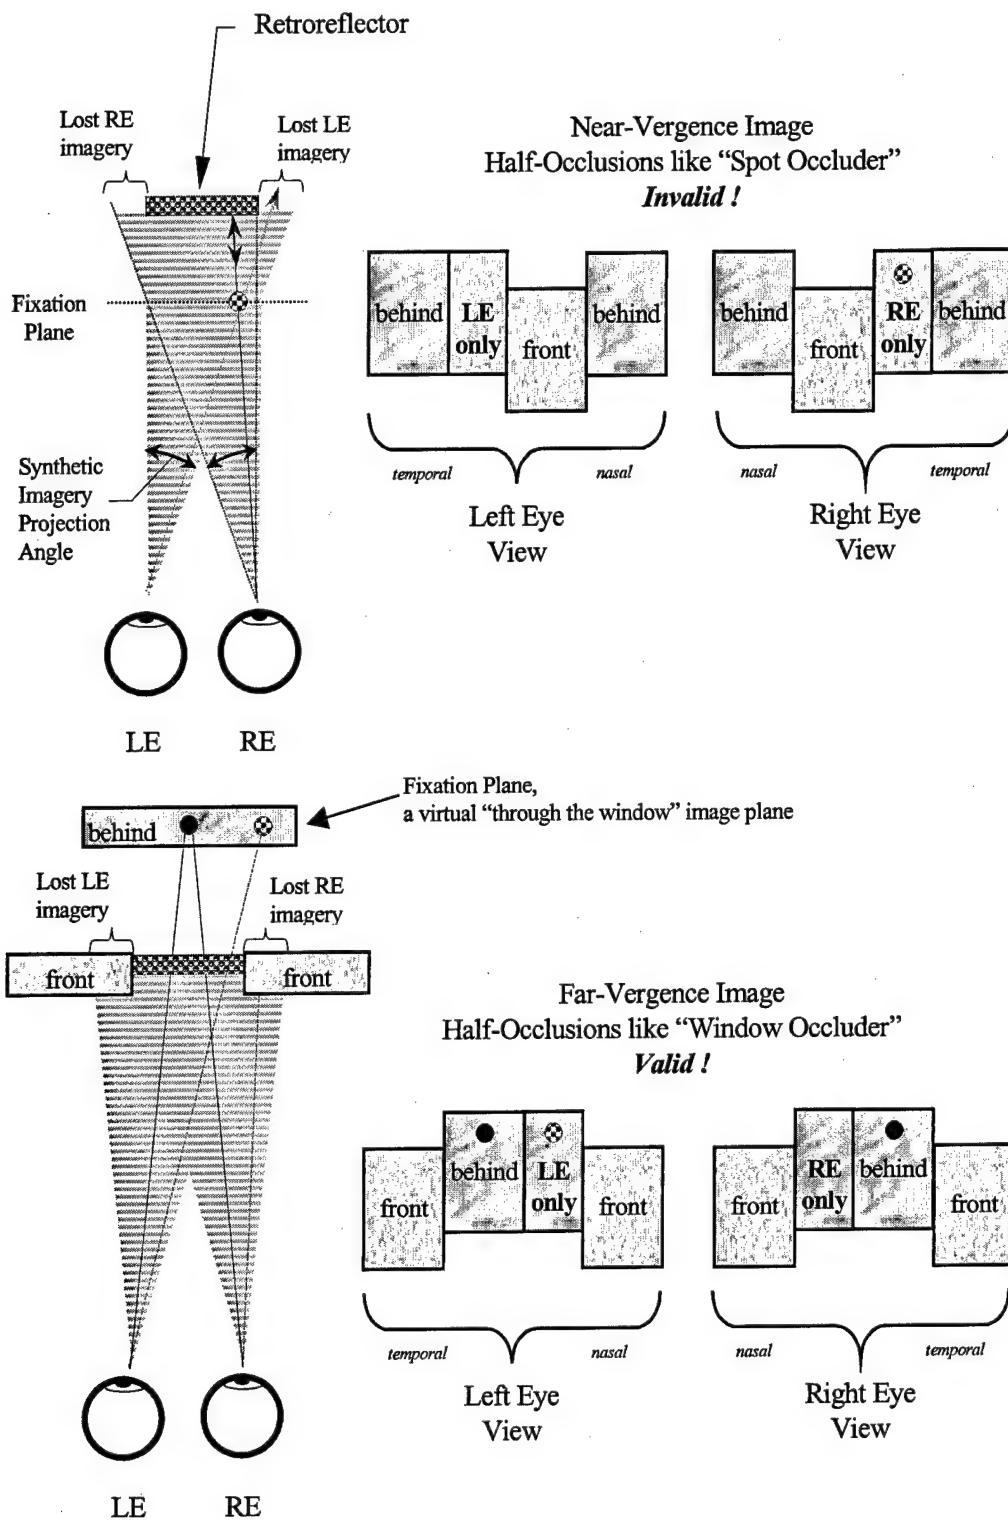 Retroreflector
Lost RE
imagery
Lost LE
imagery
Near-Vergence Image
Half-Occlusions like “Spot Occluder”
Invalid !
Fixation
Plane
behind
LE
only
front
behind
behind
front
RE
only
behind
Synthetic
Imagery
Projection
Angle
temporal
nasal
nasal
temporal
Left Eye
View
Right Eye
View
LE
RE
Fixation Plane,
a virtual “through the window” image plane
behind
Lost LE
imagery
Lost RE
imagery
front
front
Far-Vergence Image
Half-Occlusions like “Window Occluder”
Valid !
front
behind
LE
only
front
front
RE
only
behind
front
temporal
nasal
nasal
temporal
Left Eye
View
Right Eye
View
LE
RE